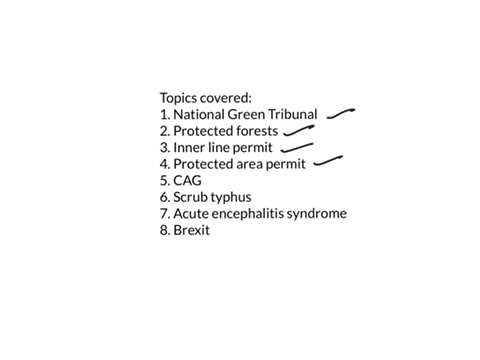 Topics covered:
1. National Green Tribunal
2. Protected forests
3. Inner line permit
4. Protected area permit
5. CAG
6. Scrub typhus
7. Acute encephalitis syndrome
8. Brexit